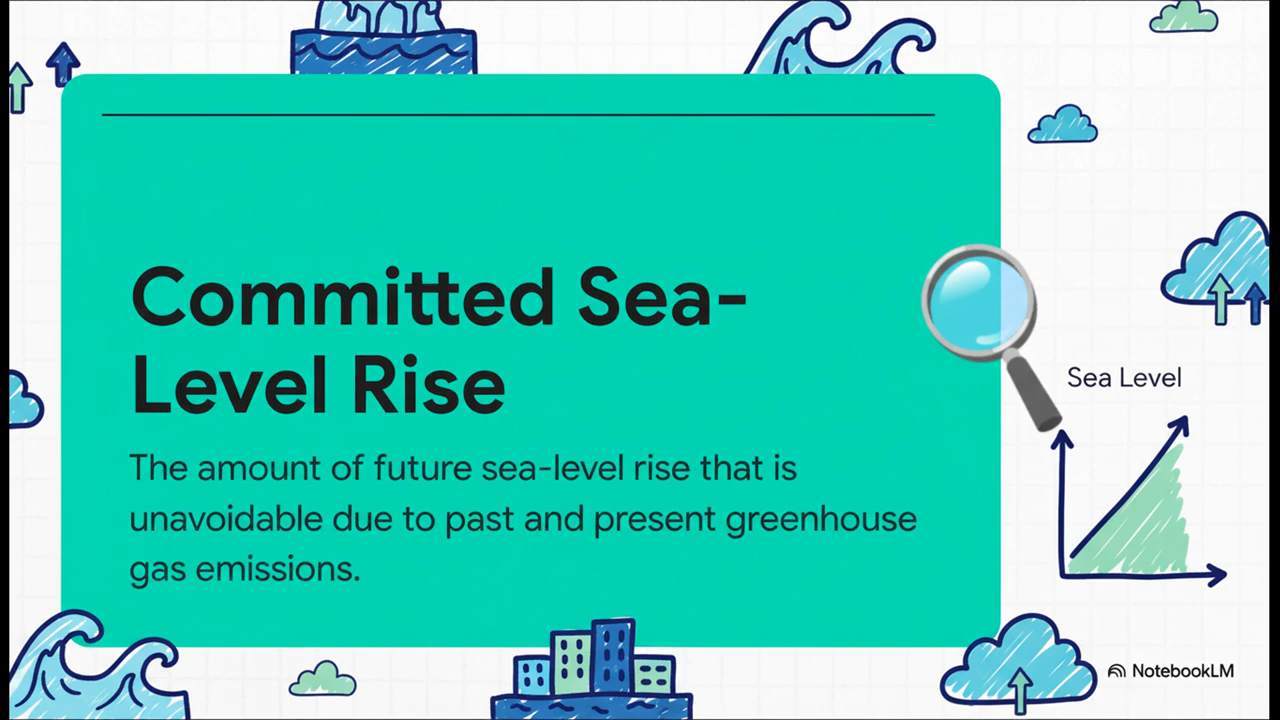 Committed Sea-
Level Rise
The amount of future sea-level rise that is
unavoidable due to past and present greenhouse
gas emissions.
Sea Level
NotebookLM